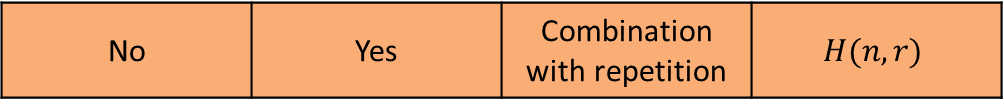 No
Yes
Combination
with repetition
H(n, r)